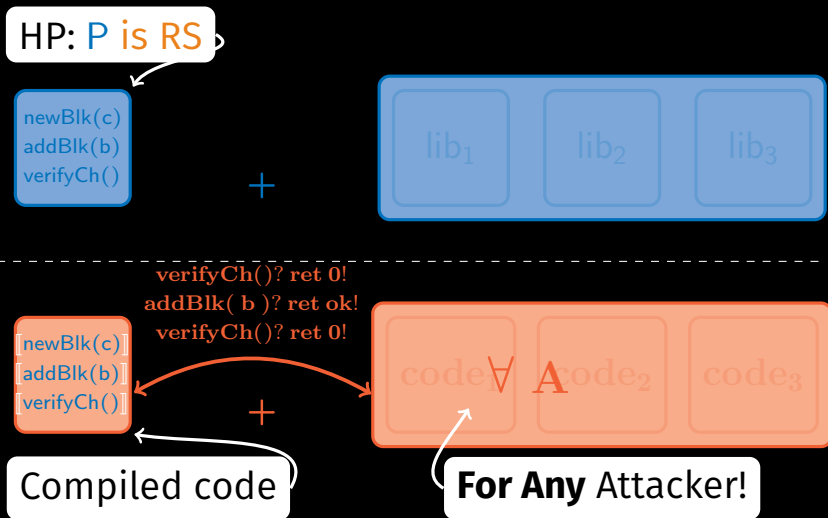 HP: P is RS
newBlk(c)
addBlk(b)
verifyCh()
+
lib₁ lib₂ lib₃
verifyCh()? ret 0!
addBlk( b )? ret ok!
verifyCh()? ret 0!
⟦newBlk(c)⟧
⟦addBlk(b)⟧
⟦verifyCh()⟧
+
code₁ code₂ code₃
∀ A
Compiled code
For Any Attacker!